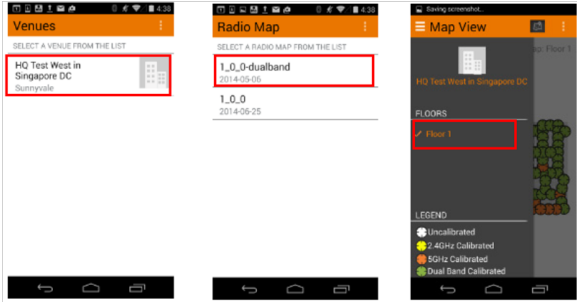 4:38
Venues
SELECT A VENUE FROM THE LIST
HQ Test West in
Singapore DC
Sunnyvale
4:38
Radio Map
SELECT A RADIO MAP FROM THE LIST
1_0_0-dualband
2014-05-06
1_0_0
2014-06-25
Saving screenshot...
Map View
ap: Floor 1
HQ Test West in Singapore DC
FLOORS
Floor 1
LEGEND
Uncalibrated
2.4GHz Calibrated
5GHz Calibrated
Dual Band Calibrated